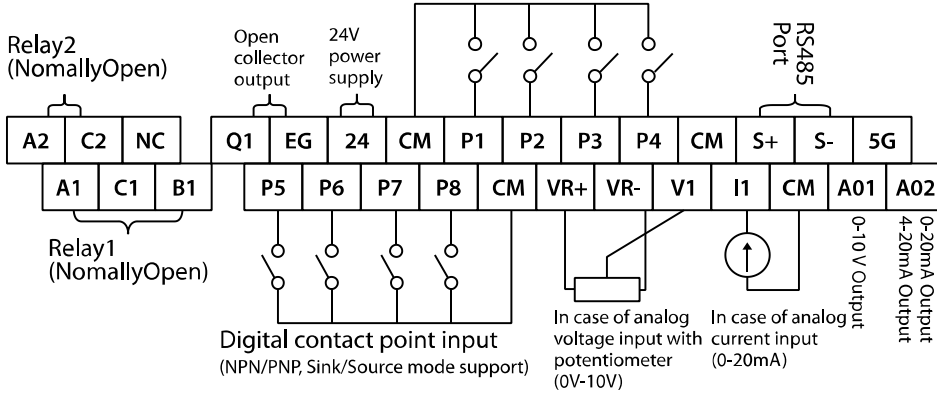 Relay2
(NomallyOpen)
Open
collector
output
24V
power
supply
RS485
Port
A2 C2 NC Q1 EG 24 CM P1 P2 P3 P4 CM S+ S- 5G
A1 C1 B1 P5 P6 P7 P8 CM VR+ VR- V1 I1 CM A01 A02
Relay1
(NomallyOpen)
Digital contact point input
(NPN/PNP, Sink/Source mode support)
In case of analog
voltage input with
potentiometer
(0V-10V)
In case of analog
current input
(0-20mA)
0-10 V Output
0-20mA Output
4-20mA Output